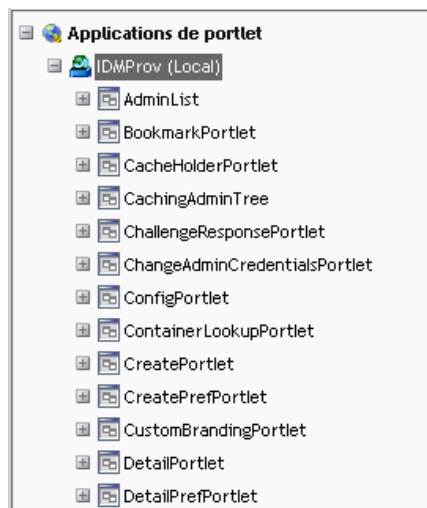 Applications de portlet
IDMProv (Local)
AdminList
BookmarkPortlet
CacheHolderPortlet
CachingAdminTree
ChallengeResponsePortlet
ChangeAdminCredentialsPortlet
ConfigPortlet
ContainerLookupPortlet
CreatePortlet
CreatePrefPortlet
CustomBrandingPortlet
DetailPortlet
DetailPrefPortlet